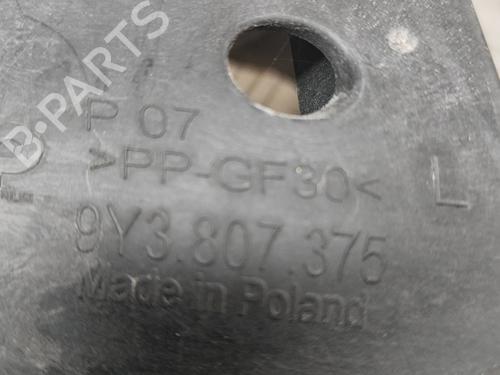 B-PARTS
P 07
>PP-GF30< L
9Y3.807.375
Made in Poland